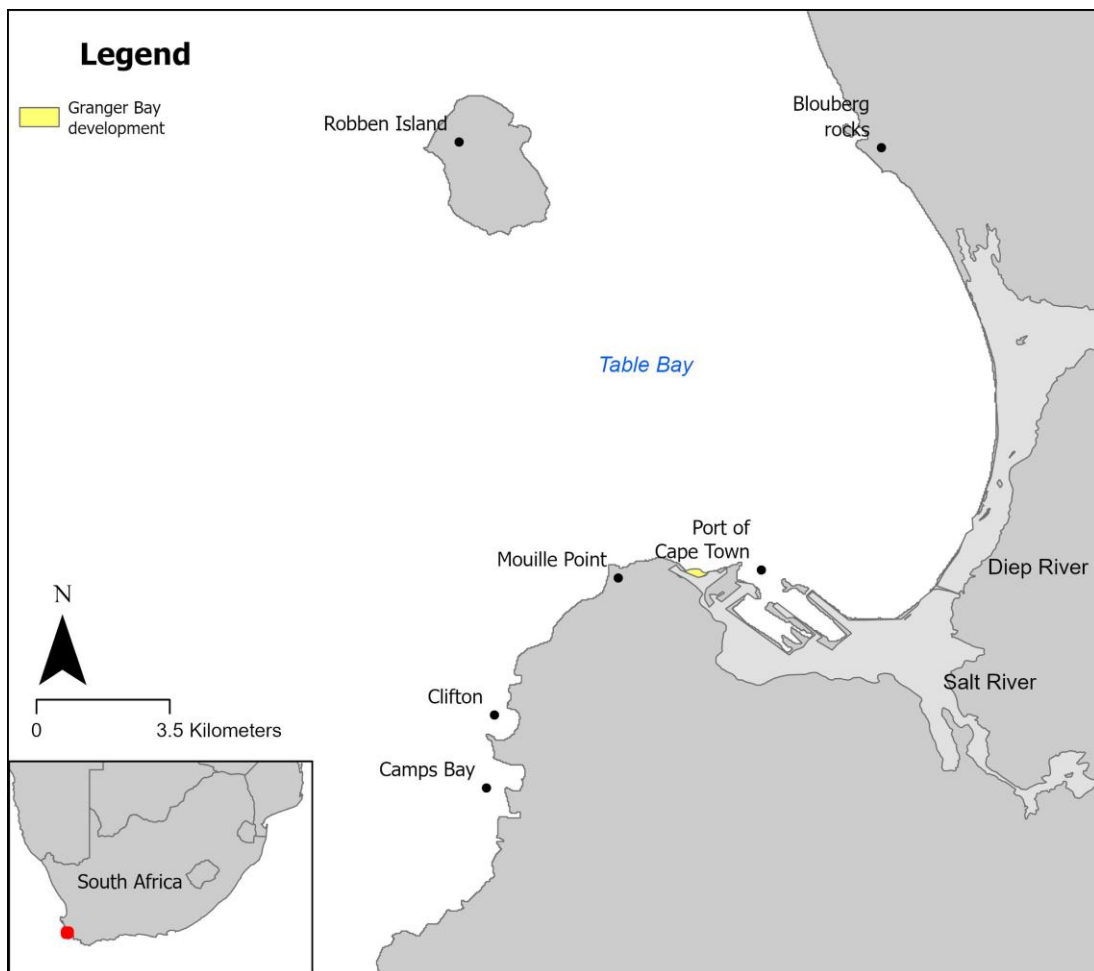 Legend
Granger Bay
development
Robben Island
Blouberg
rocks
Table Bay
Port of
Cape Town
Mouille Point
Diep River
N
Salt River
Clifton
0 3.5 Kilometers
Camps Bay
South Africa